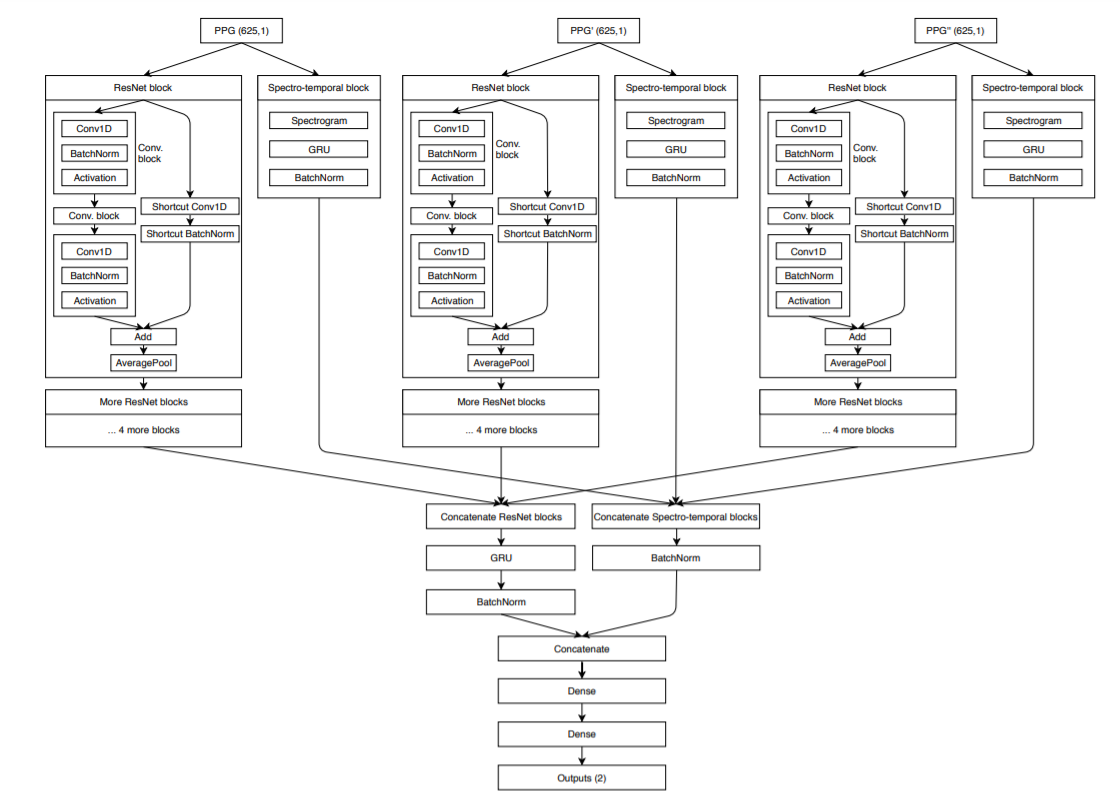 PPG (625,1)
PPG' (625,1)
PPG'' (625,1)
ResNet block
Spectro-temporal block
Conv1D
BatchNorm
Activation
Conv.
block
Conv. block
Conv1D
BatchNorm
Activation
Shortcut Conv1D
Shortcut BatchNorm
Add
AveragePool
Spectrogram
GRU
BatchNorm
More ResNet blocks
... 4 more blocks
ResNet block
Spectro-temporal block
Conv1D
BatchNorm
Activation
Conv.
block
Conv. block
Conv1D
BatchNorm
Activation
Shortcut Conv1D
Shortcut BatchNorm
Add
AveragePool
Spectrogram
GRU
BatchNorm
More ResNet blocks
... 4 more blocks
ResNet block
Spectro-temporal block
Conv1D
BatchNorm
Activation
Conv.
block
Conv. block
Conv1D
BatchNorm
Activation
Shortcut Conv1D
Shortcut BatchNorm
Add
AveragePool
Spectrogram
GRU
BatchNorm
More ResNet blocks
... 4 more blocks
Concatenate ResNet blocks
Concatenate Spectro-temporal blocks
GRU
BatchNorm
BatchNorm
Concatenate
Dense
Dense
Outputs (2)